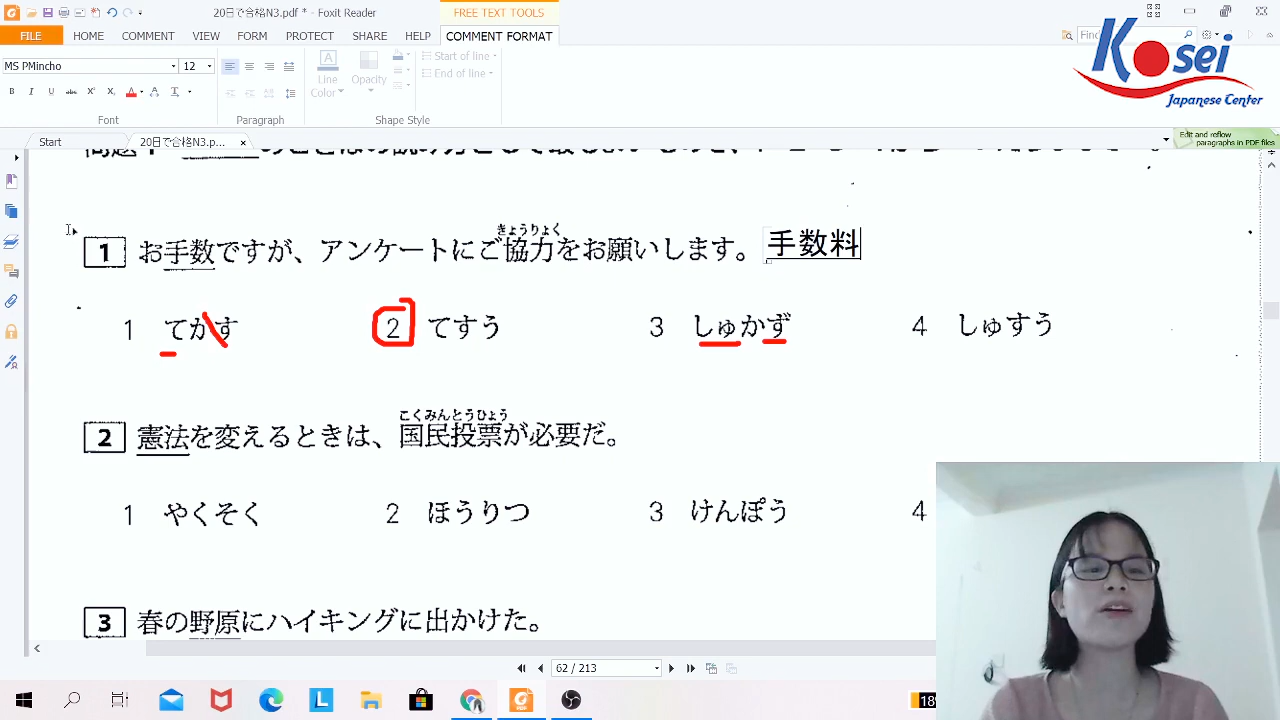 20日で合格N3.pdf * - Foxit Reader
FREE TEXT TOOLS
FILE HOME COMMENT VIEW FORM PROTECT SHARE HELP COMMENT FORMAT
Find
Kosei
Japanese Center
MS PMincho 12
Line Color Opacity
Start of line
End of line
B I U
Font Paragraph Shape Style
Start 20日で合格N3.p... ×
Edit and reflow
paragraphs in PDF files
きょうりょく
1 お手数ですが、アンケートにご協力をお願いします。 手数料
1 てかす 2 てすう 3 しゅかず 4 しゅすう
こくみんとうひょう
2 憲法を変えるときは、国民投票が必要だ。
1 やくそく 2 ほうりつ 3 けんぽう 4
3 春の野原にハイキングに出かけた。
62 / 213